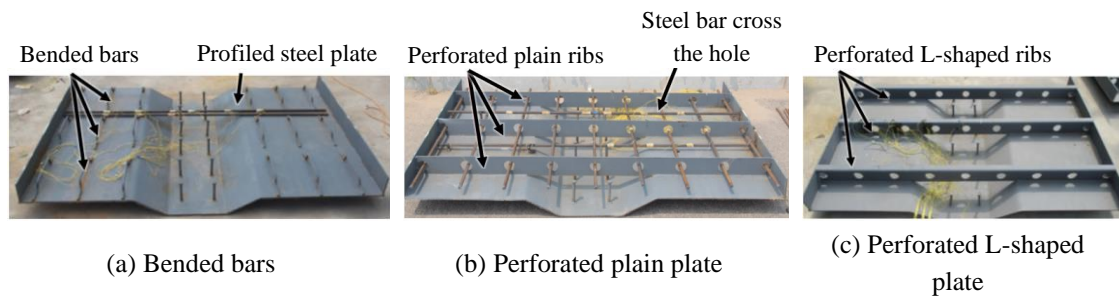 Bended bars
Profiled steel plate
Perforated plain ribs
Steel bar cross
the hole
Perforated L-shaped ribs
(a) Bended bars
(b) Perforated plain plate
(c) Perforated L-shaped
plate